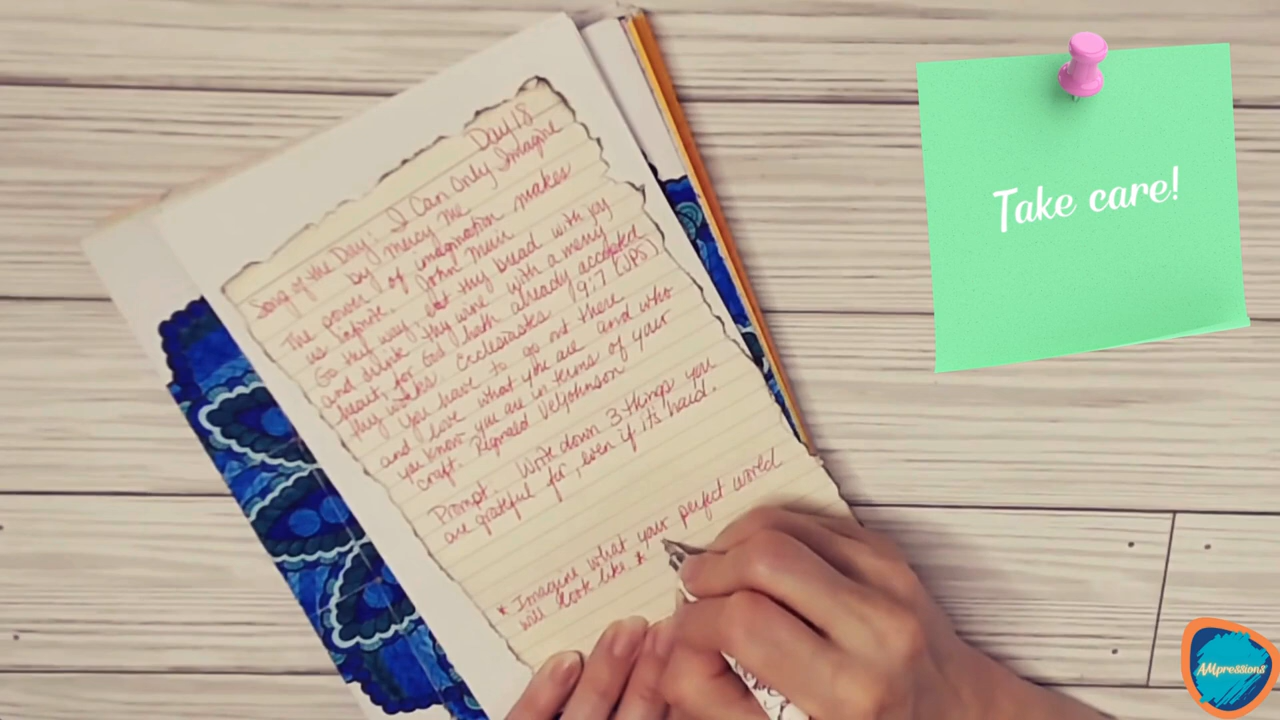 Day 18
Song of the Day: I Can Only Imagine
by mercy me
The power of imagination makes
us infinite. John Muir
Go thy way, eat thy bread with joy
and drink thy wine with a merry
heart, for God hath already accepted
thy works. Ecclesiastes 9:7 (JPS)
You have to go out there
and love what you are and who
you know you are in terms of your
craft. Reginald VelJohnson
Prompt: Write down 3 things you
are grateful for, even if it's hard.
* Imagine what your perfect world
will look like. *
Take care!
AMpressions